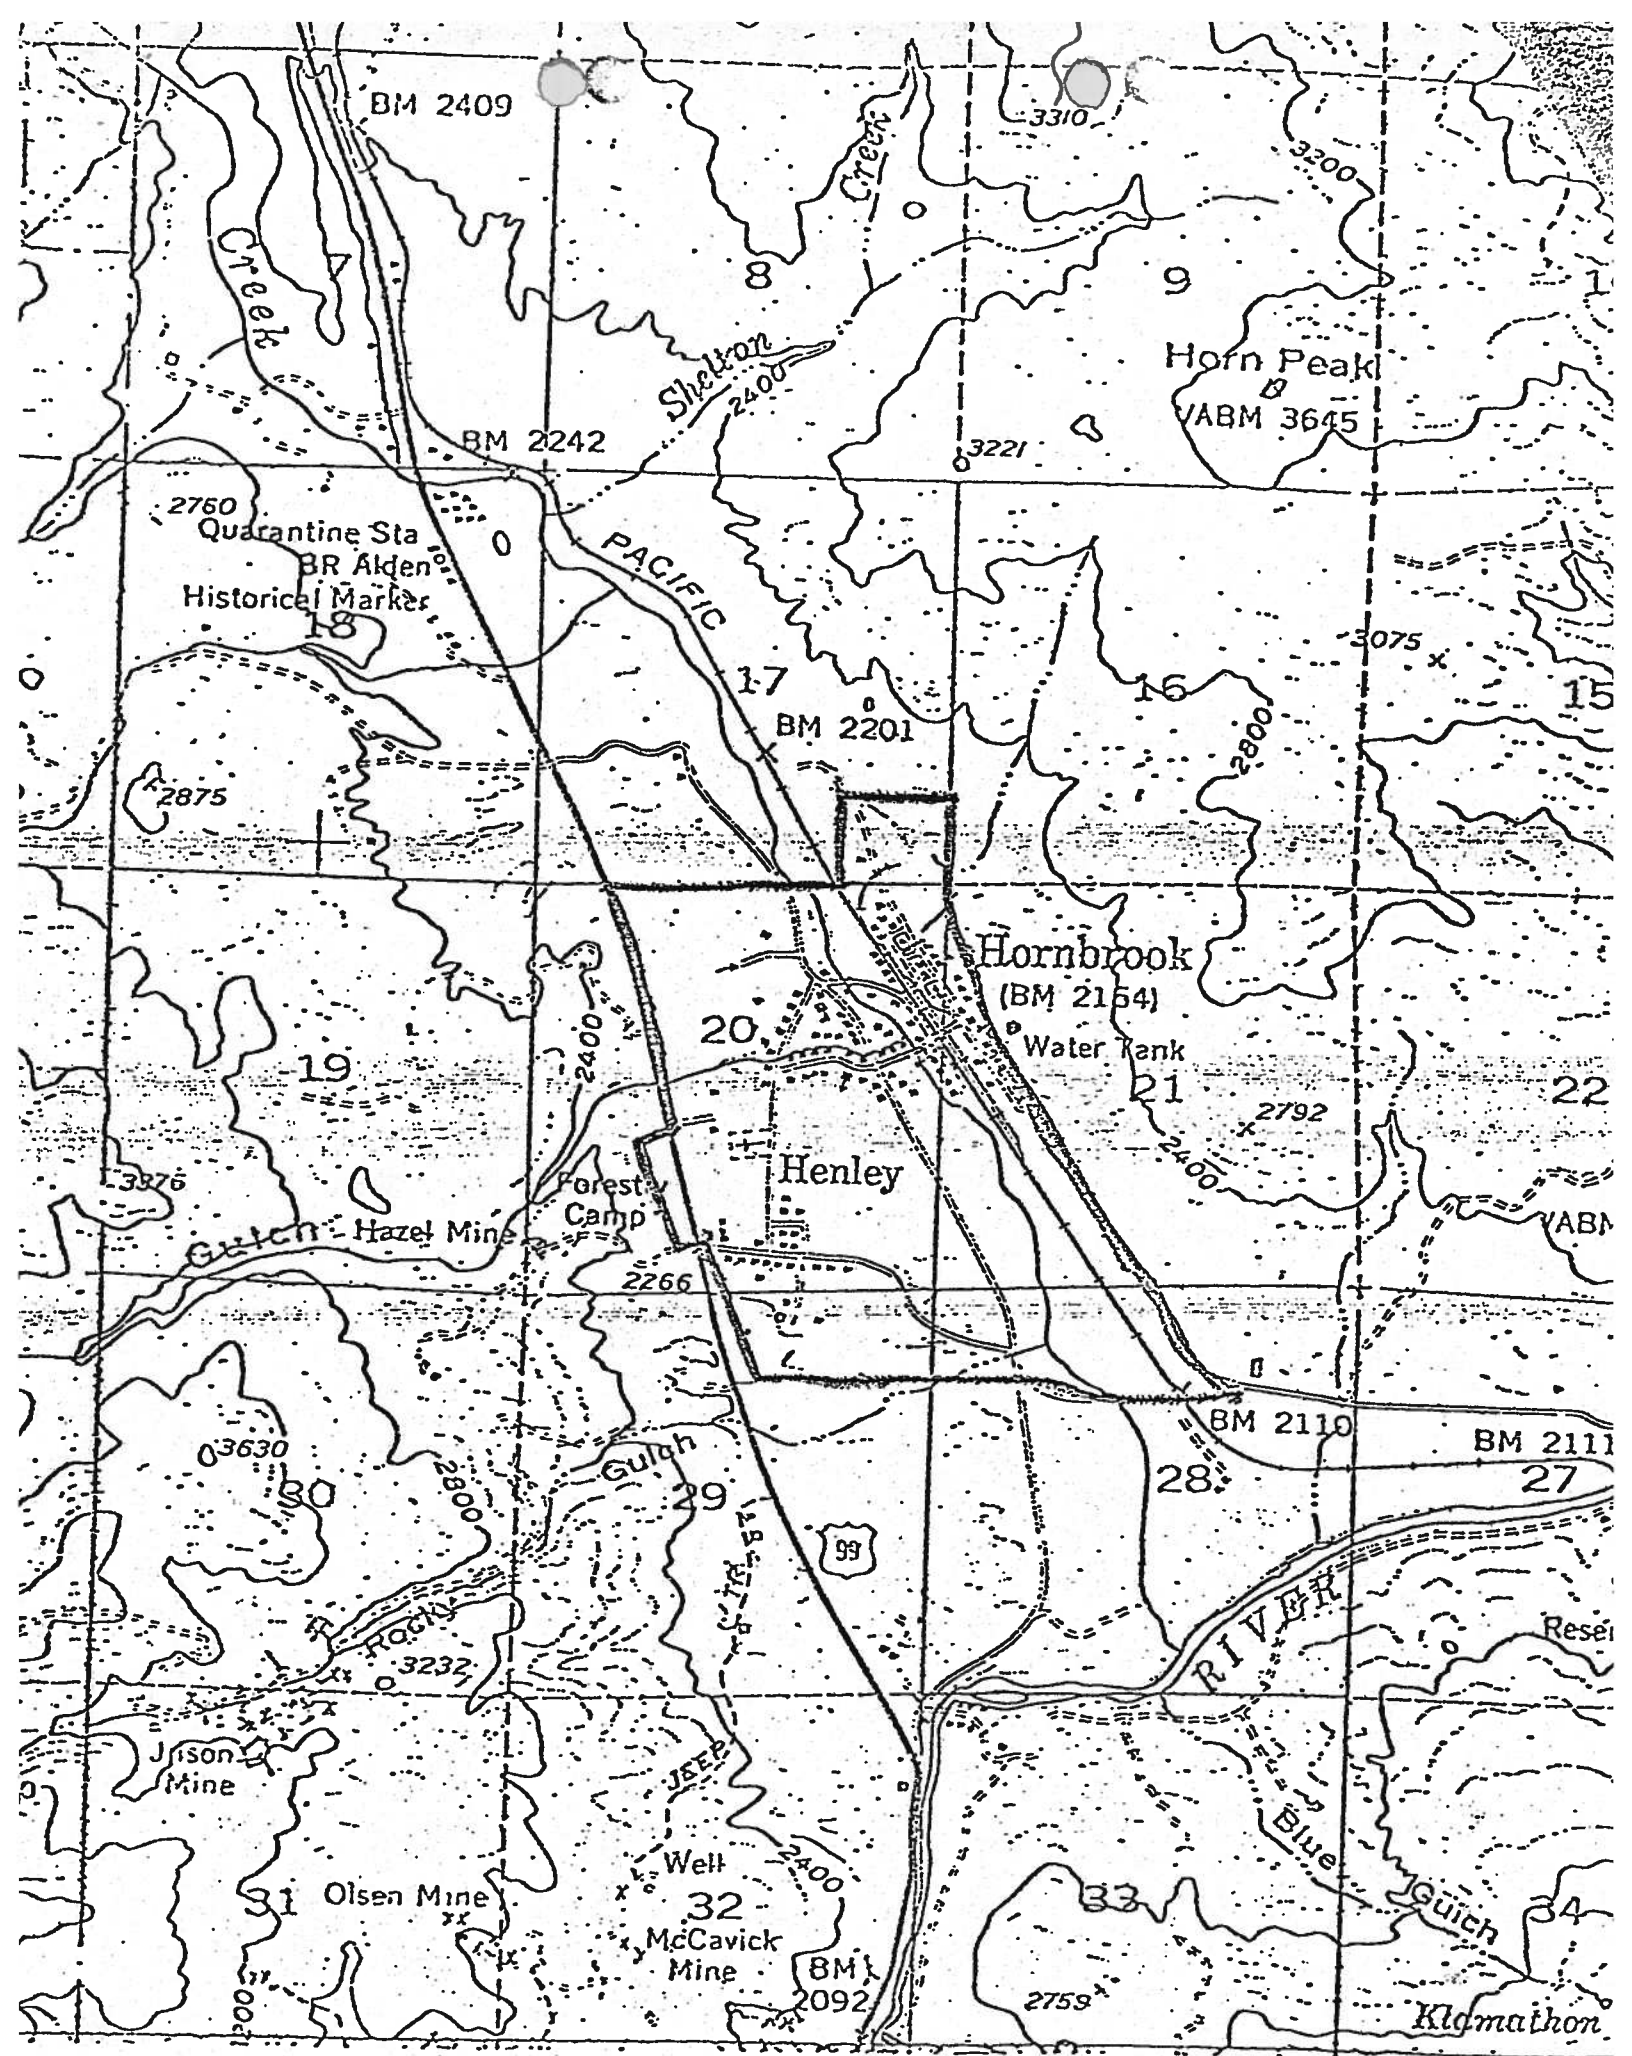 BM 2409
3310
3200
Creek
Creek
8
9
Shelton
2400
Horn Peak
VABM 3645
BM 2242
3221
2760
Quarantine Sta
BR Alden
Historical Marker
PACIFIC
18
17
16
15
3075
BM 2201
2800
2875
Hornbrook
(BM 2164)
20
Water Tank
2400
19
21
22
2792
Henley
2400
3376
Forest
Camp
Gulch
Hazel Mine
VABM
2266
BM 2110
BM 2111
3630
30
2800
Gulch
29
28
27
99
RIVER
Rocky
3232
Reser
Jilson
Mine
JEEP
Blue
Well
2400
31
Olsen Mine
32
33
Gulch
34
McCavick
Mine
BM
2092
2759
Klamathon